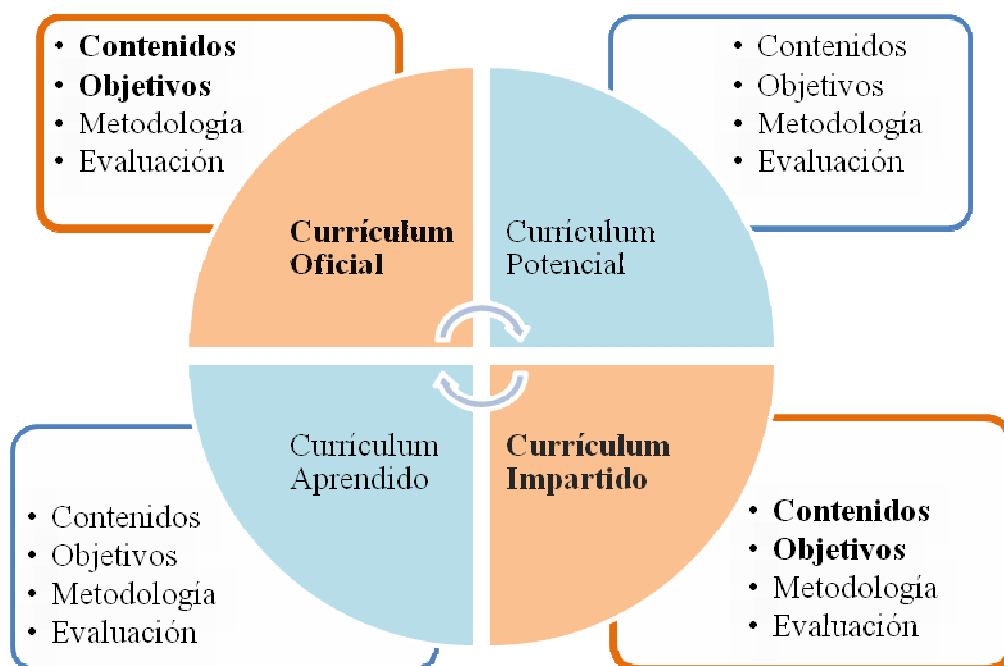 • Contenidos
• Objetivos
• Metodología
• Evaluación
• Contenidos
• Objetivos
• Metodología
• Evaluación
Currículum
Oficial
Currículum
Potencial
Currículum
Aprendido
Currículum
Impartido
• Contenidos
• Objetivos
• Metodología
• Evaluación
• Contenidos
• Objetivos
• Metodología
• Evaluación